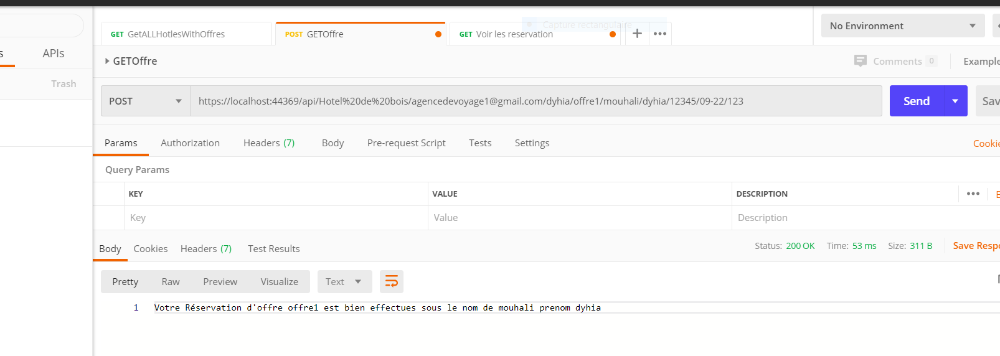 Capture rectangulaire
GET GetALLHotlesWithOffres
POST GETOffre
GET Voir les reservation
+
No Environment
s
APIs
GETOffre
Comments 0
Example
Trash
POST
https://localhost:44369/api/Hotel%20de%20bois/agencedevoyage1@gmail.com/dyhia/offre1/mouhali/dyhia/12345/09-22/123
Send
Sav
Params Authorization Headers (7) Body Pre-request Script Tests Settings
Cookie
Query Params
KEY VALUE DESCRIPTION
Key Value Description
Body Cookies Headers (7) Test Results
Status: 200 OK Time: 53 ms Size: 311 B
Save Respo
Pretty Raw Preview Visualize Text
1 Votre Réservation d'offre offre1 est bien effectues sous le nom de mouhali prenom dyhia